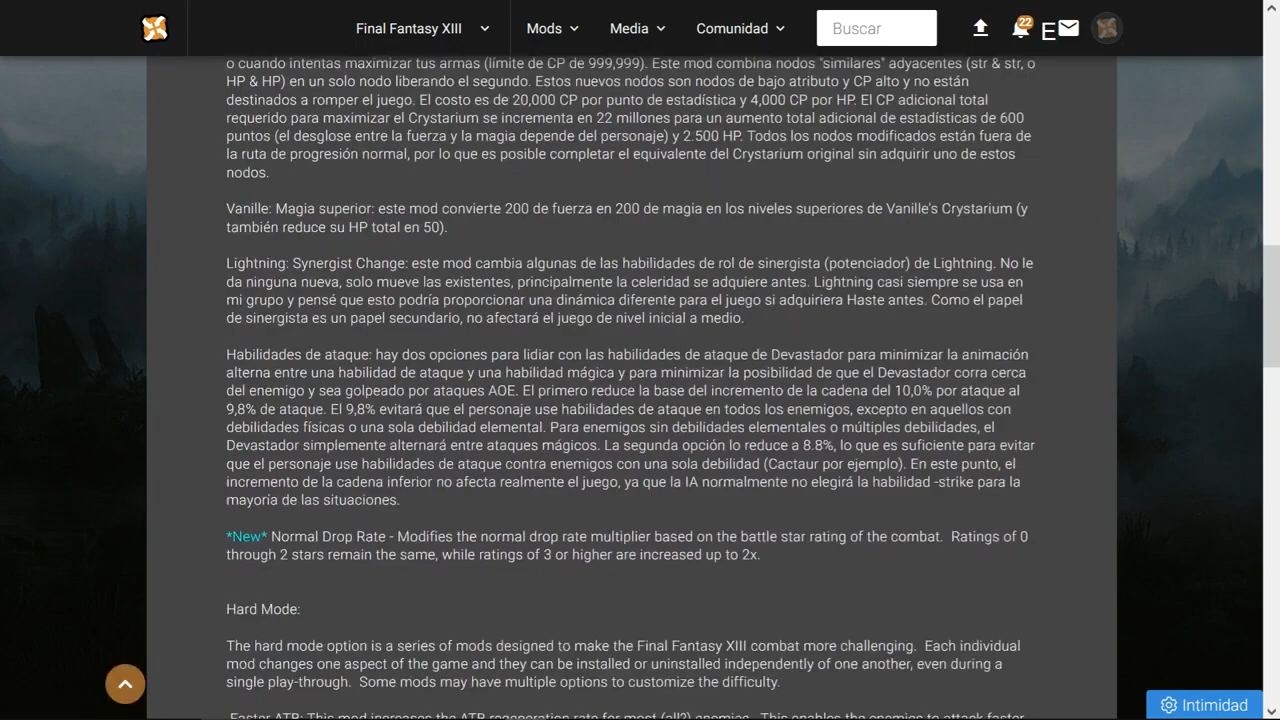 Final Fantasy XIII
Mods
Media
Comunidad
Buscar
22
E
o cuando intentas maximizar tus armas (límite de CP de 999,999). Este mod combina nodos "similares" adyacentes (str & str, o
HP & HP) en un solo nodo liberando el segundo. Estos nuevos nodos son nodos de bajo atributo y CP alto y no están
destinados a romper el juego. El costo es de 20,000 CP por punto de estadística y 4,000 CP por HP. El CP adicional total
requerido para maximizar el Crystarium se incrementa en 22 millones para un aumento total adicional de estadísticas de 600
puntos (el desglose entre la fuerza y la magia depende del personaje) y 2.500 HP. Todos los nodos modificados están fuera de
la ruta de progresión normal, por lo que es posible completar el equivalente del Crystarium original sin adquirir uno de estos
nodos.
Vanille: Magia superior: este mod convierte 200 de fuerza en 200 de magia en los niveles superiores de Vanille's Crystarium (y
también reduce su HP total en 50).
Lightning: Synergist Change: este mod cambia algunas de las habilidades de rol de sinergista (potenciador) de Lightning. No le
da ninguna nueva, solo mueve las existentes, principalmente la celeridad se adquiere antes. Lightning casi siempre se usa en
mi grupo y pensé que esto podría proporcionar una dinámica diferente para el juego si adquiriera Haste antes. Como el papel
de sinergista es un papel secundario, no afectará el juego de nivel inicial a medio.
Habilidades de ataque: hay dos opciones para lidiar con las habilidades de ataque de Devastador para minimizar la animación
alterna entre una habilidad de ataque y una habilidad mágica y para minimizar la posibilidad de que el Devastador corra cerca
del enemigo y sea golpeado por ataques AOE. El primero reduce la base del incremento de la cadena del 10,0% por ataque al
9,8% de ataque. El 9,8% evitará que el personaje use habilidades de ataque en todos los enemigos, excepto en aquellos con
debilidades físicas o una sola debilidad elemental. Para enemigos sin debilidades elementales o múltiples debilidades, el
Devastador simplemente alternará entre ataques mágicos. La segunda opción lo reduce a 8.8%, lo que es suficiente para evitar
que el personaje use habilidades de ataque contra enemigos con una sola debilidad (Cactaur por ejemplo). En este punto, el
incremento de la cadena inferior no afecta realmente el juego, ya que la IA normalmente no elegirá la habilidad -strike para la
mayoría de las situaciones.
*New* Normal Drop Rate - Modifies the normal drop rate multiplier based on the battle star rating of the combat.  Ratings of 0
through 2 stars remain the same, while ratings of 3 or higher are increased up to 2x.
Hard Mode:
The hard mode option is a series of mods designed to make the Final Fantasy XIII combat more challenging.  Each individual
mod changes one aspect of the game and they can be installed or uninstalled independently of one another, even during a
single play-through.  Some mods may have multiple options to customize the difficulty.
Faster ATB: This mod increases the ATB regeneration rate for most (all?) enemies.  This enables the enemies to attack faster
Intimidad